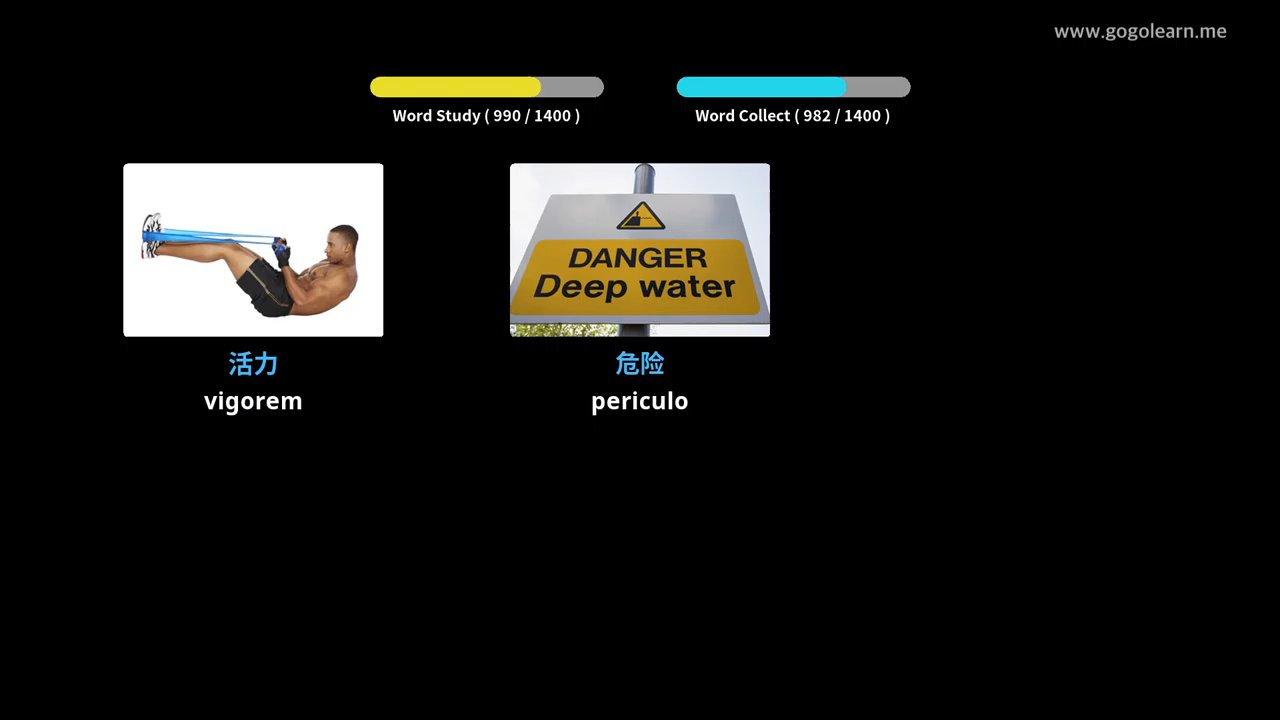 www.gogolearn.me
Word Study ( 990 / 1400 )
Word Collect ( 982 / 1400 )
DANGER
Deep water
活力
危险
vigorem
periculo